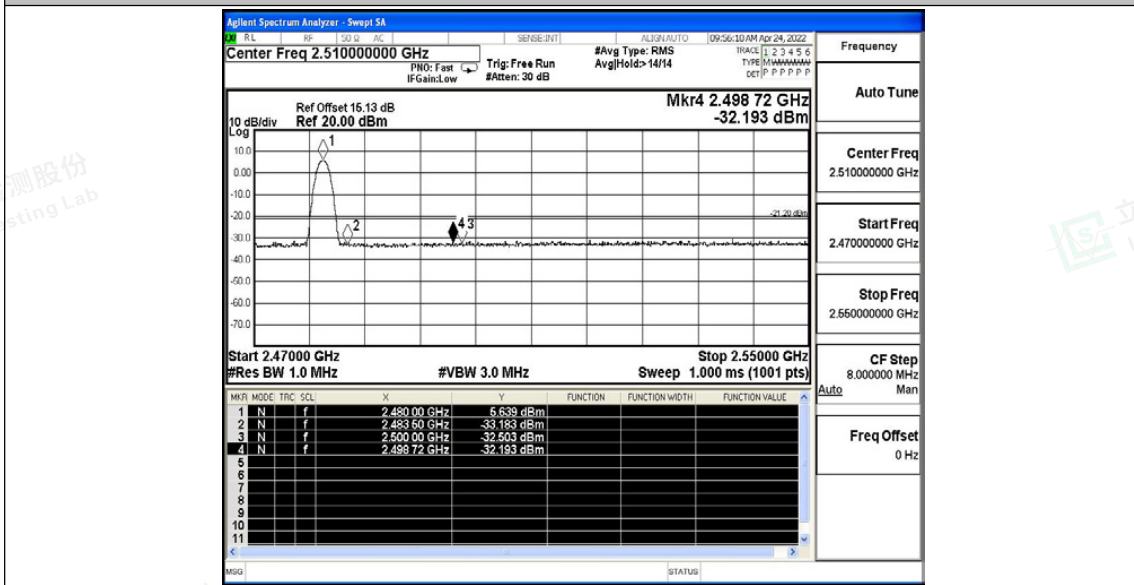 Agilent Spectrum Analyzer - Swept SA
RL RF 50 Ω AC SENSE:INT ALIGNAUTO 09:56:10 AM Apr 24, 2022
Center Freq 2.510000000 GHz
PNO: Fast
IFGain:Low
Trig: Free Run
#Atten: 30 dB
#Avg Type: RMS
Avg|Hold:>14/14
TRACE 1 2 3 4 5 6
TYPE MWWWWW
DET P P P P P P
Frequency
Auto Tune
Center Freq
2.510000000 GHz
Start Freq
2.470000000 GHz
Stop Freq
2.550000000 GHz
CF Step
8.000000 MHz
Auto Man
Freq Offset
0 Hz
Mkr4 2.498 72 GHz
-32.193 dBm
Ref Offset 16.13 dB
10 dB/div Ref 20.00 dBm
Log
10.0
0.00
-10.0
-20.0
-30.0
-40.0
-50.0
-60.0
-70.0
1
2
4 3
-21.20 dBm
Start 2.47000 GHz Stop 2.55000 GHz
#Res BW 1.0 MHz #VBW 3.0 MHz Sweep 1.000 ms (1001 pts)
MKR MODE TRC SCL X Y FUNCTION FUNCTION WIDTH FUNCTION VALUE
1 N f 2.480 00 GHz 5.639 dBm
2 N f 2.483 50 GHz -33.183 dBm
3 N f 2.500 00 GHz -32.503 dBm
4 N f 2.498 72 GHz -32.193 dBm
5
6
7
8
9
10
11
MSG STATUS
测股份
sting Lab
立